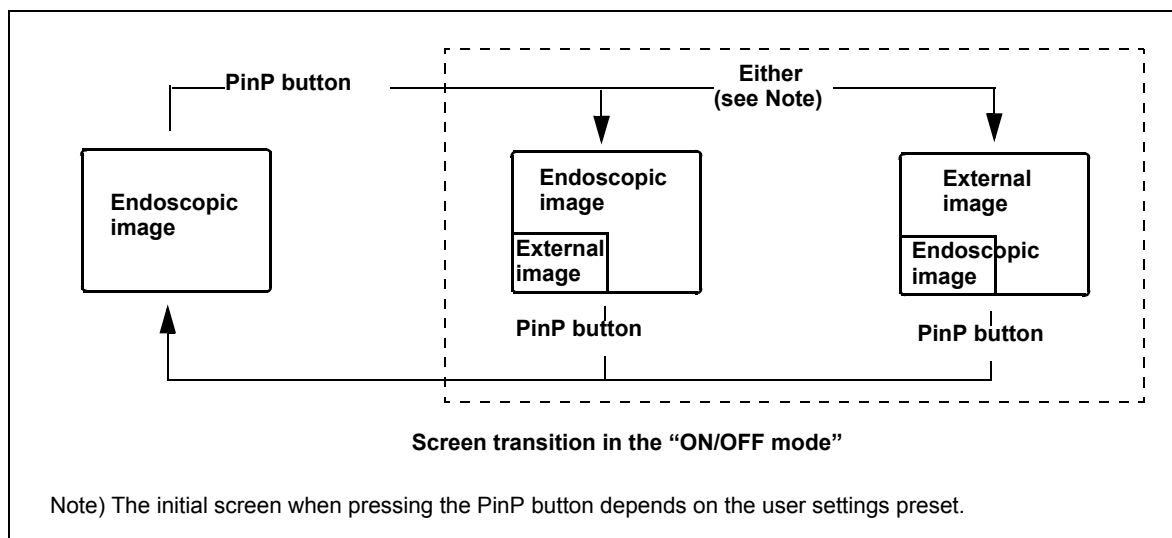 PinP button
Either
(see Note)
Endoscopic
image
Endoscopic
image
External
image
External
image
Endoscopic
image
PinP button
PinP button
Screen transition in the “ON/OFF mode”
Note) The initial screen when pressing the PinP button depends on the user settings preset.